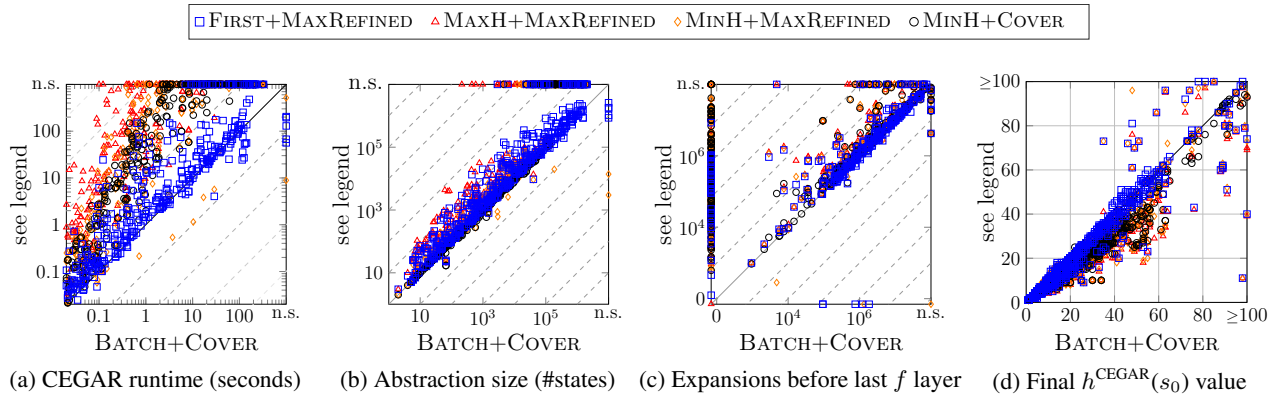 FIRST+MAXREFINED MAXH+MAXREFINED MINH+MAXREFINED MINH+COVER
n.s.
100
10
1
0.1
see legend
0.1 1 10 100 n.s.
BATCH+COVER
(a) CEGAR runtime (seconds)
n.s.
10^5
10^3
10
see legend
10 10^3 10^5 n.s.
BATCH+COVER
(b) Abstraction size (#states)
n.s.
10^6
10^4
0
see legend
0 10^4 10^6 n.s.
BATCH+COVER
(c) Expansions before last f layer
≥100
80
60
40
20
0
see legend
0 20 40 60 80 ≥100
BATCH+COVER
(d) Final h^CEGAR(s_0) value